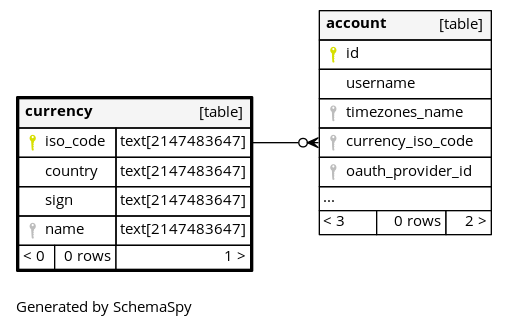 account [table]
id
username
timezones_name
currency_iso_code
oauth_provider_id
...
< 3 0 rows 2 >
currency [table]
iso_code text[2147483647]
country text[2147483647]
sign text[2147483647]
name text[2147483647]
< 0 0 rows 1 >
Generated by SchemaSpy